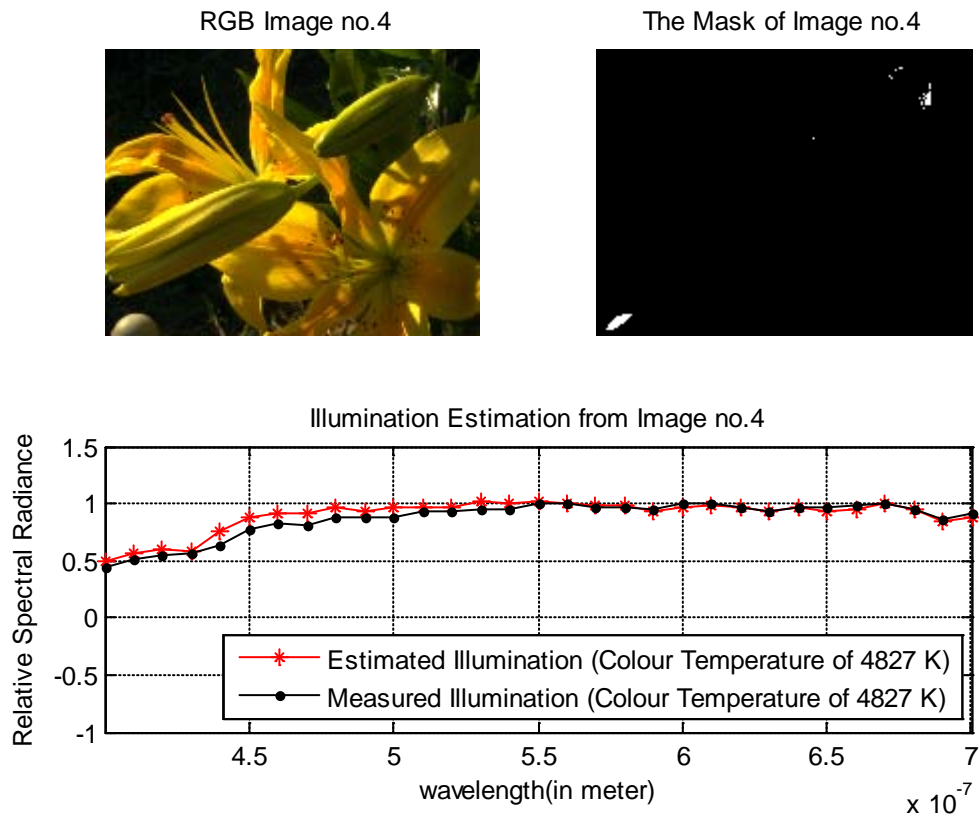 RGB Image no.4
The Mask of Image no.4
Illumination Estimation from Image no.4
Relative Spectral Radiance
1.5
1
0.5
0
-0.5
-1
Estimated Illumination (Colour Temperature of 4827 K)
Measured Illumination (Colour Temperature of 4827 K)
4.5 5 5.5 6 6.5 7
wavelength(in meter)
x 10-7